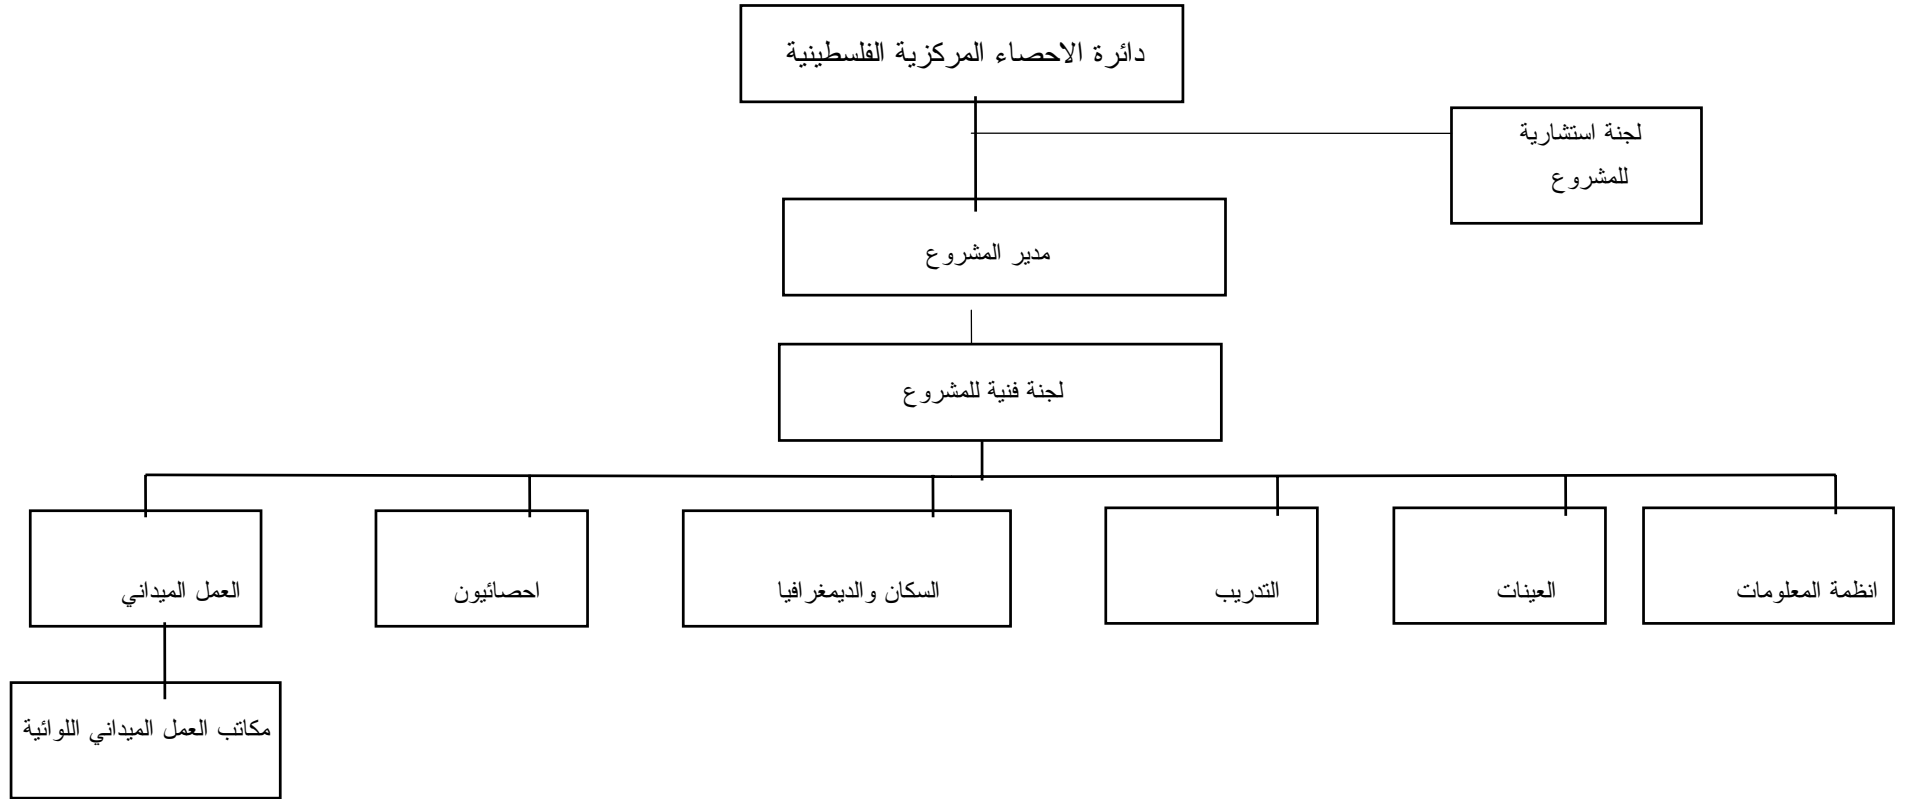 دائرة الاحصاء المركزية الفلسطينية
لجنة استشارية
للمشروع
مدير المشروع
لجنة فنية للمشروع
انظمة المعلومات
العينات
التدريب
السكان والديمغرافيا
احصائيون
العمل الميداني
مكاتب العمل الميداني اللوائية